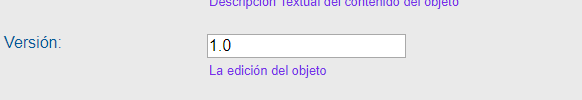 Descripción Textual del contenido del objeto
Versión: 1.0
La edición del objeto